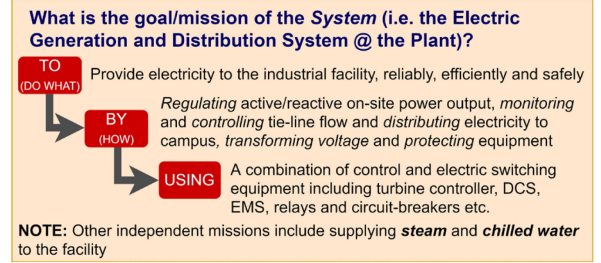 What is the goal/mission of the System (i.e. the Electric
Generation and Distribution System @ the Plant)?
TO
(DO WHAT)
Provide electricity to the industrial facility, reliably, efficiently and safely
BY
(HOW)
Regulating active/reactive on-site power output, monitoring
and controlling tie-line flow and distributing electricity to
campus, transforming voltage and protecting equipment
USING
A combination of control and electric switching
equipment including turbine controller, DCS,
EMS, relays and circuit-breakers etc.
NOTE: Other independent missions include supplying steam and chilled water
to the facility